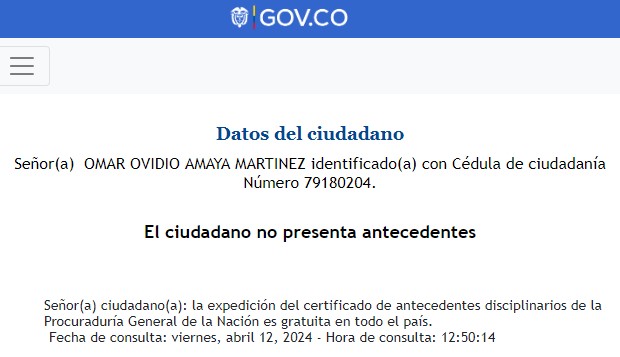 GOV.CO
Datos del ciudadano
Señor(a)  OMAR OVIDIO AMAYA MARTINEZ identificado(a) con Cédula de ciudadanía
Número 79180204.
El ciudadano no presenta antecedentes
Señor(a) ciudadano(a): la expedición del certificado de antecedentes disciplinarios de la
Procuraduría General de la Nación es gratuita en todo el país.
Fecha de consulta: viernes, abril 12, 2024 - Hora de consulta: 12:50:14